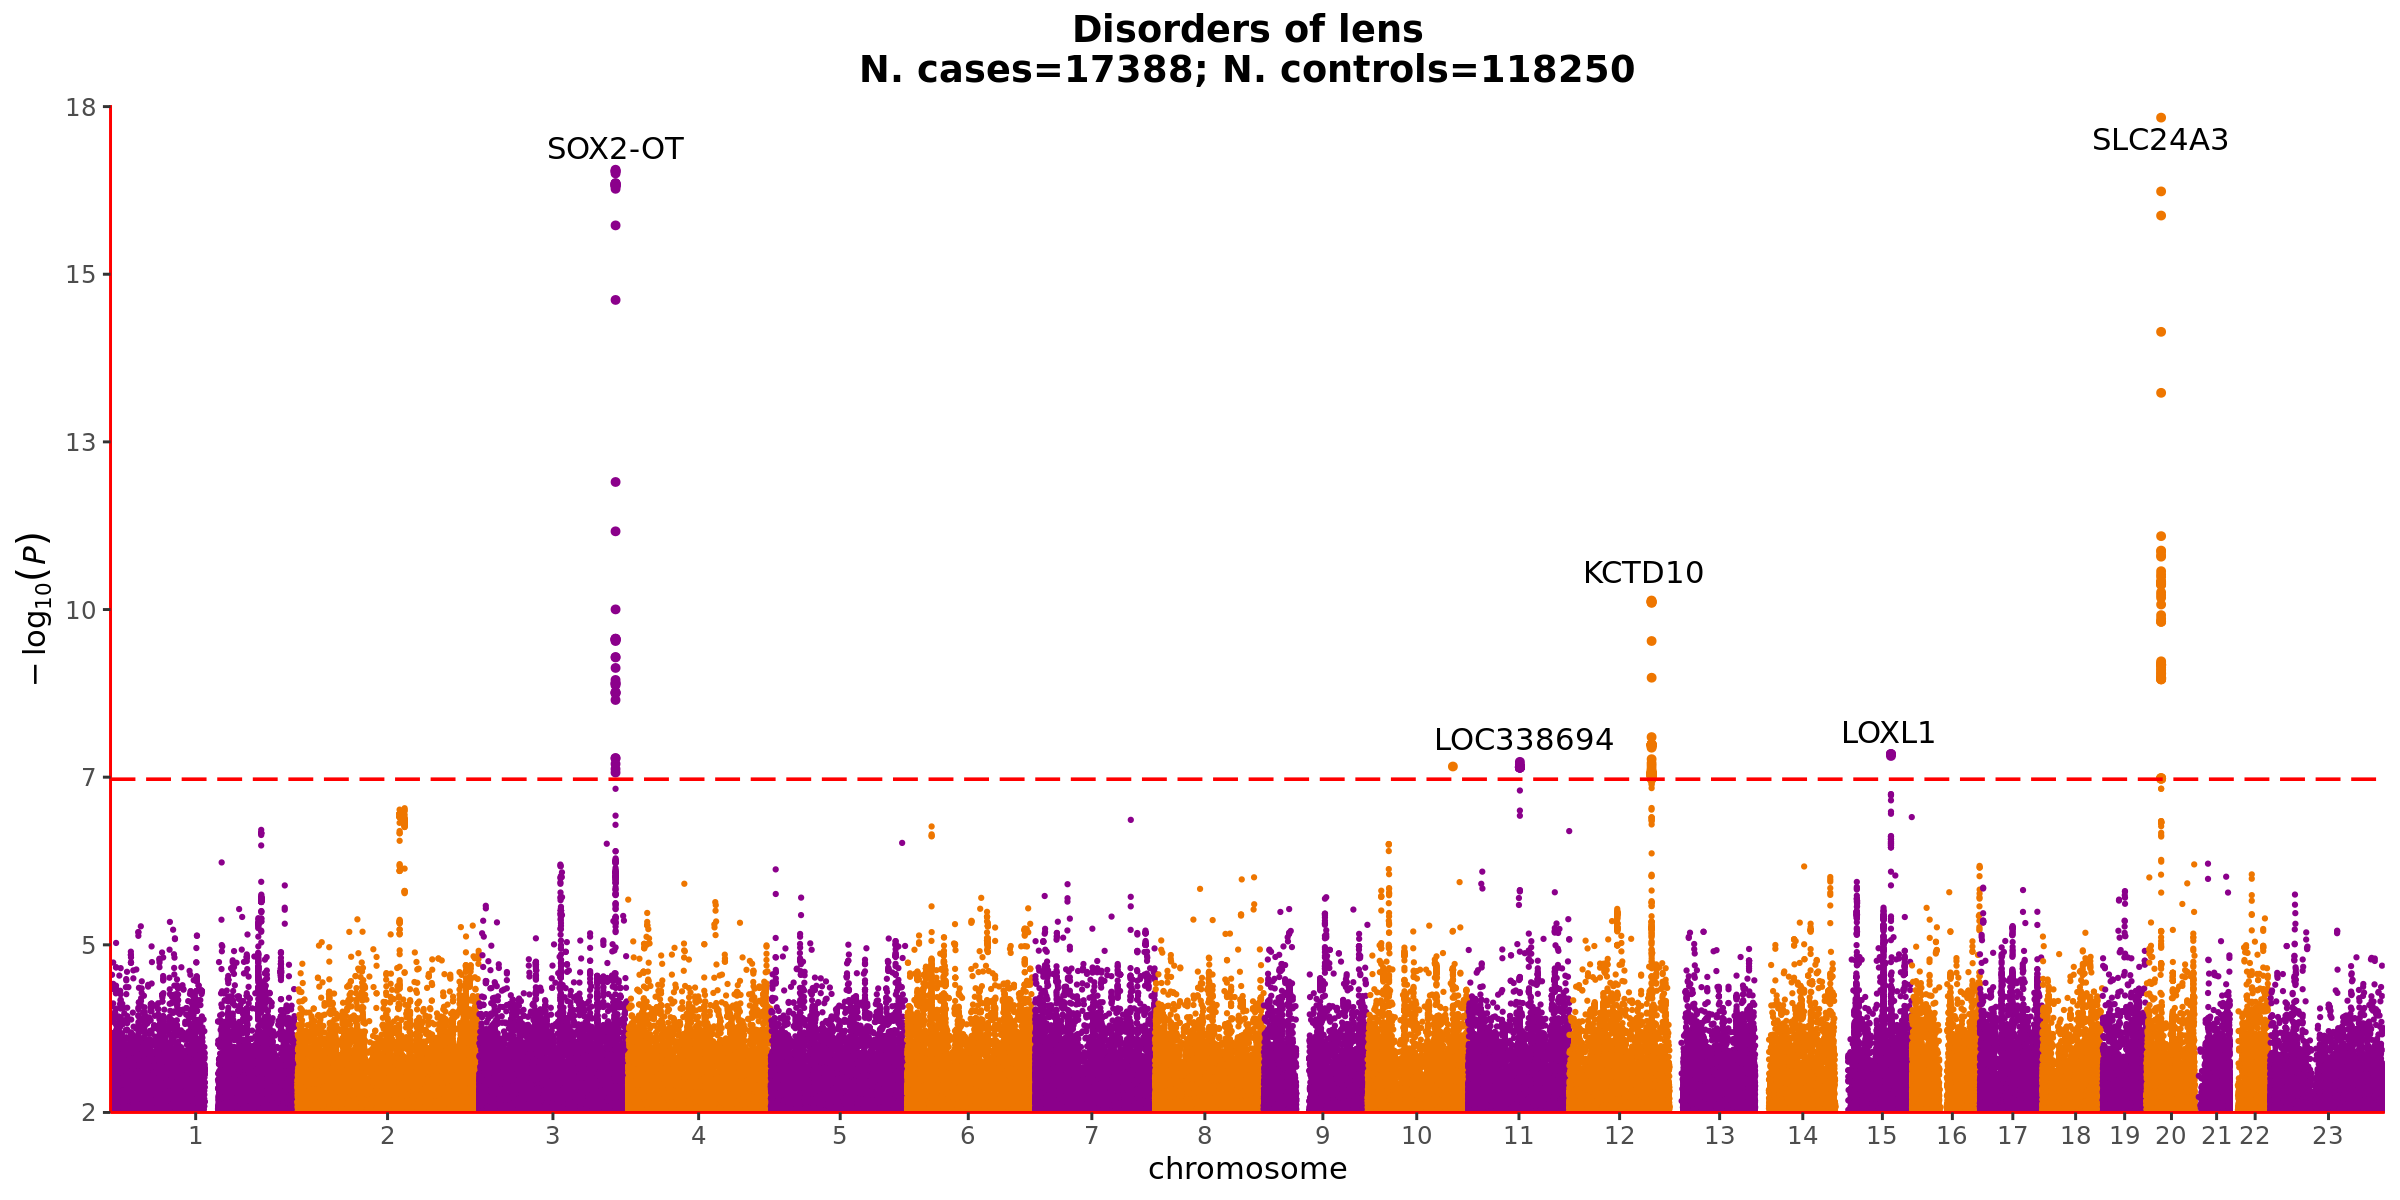 Disorders of lens
N. cases=17388; N. controls=118250
18
SOX2-OT
SLC24A3
15
13
KCTD10
10
LOC338694
LOXL1
7
5
2
−log10(P)
1 2 3 4 5 6 7 8 9 10 11 12 13 14 15 16 17 18 19 20 21 22 23
chromosome